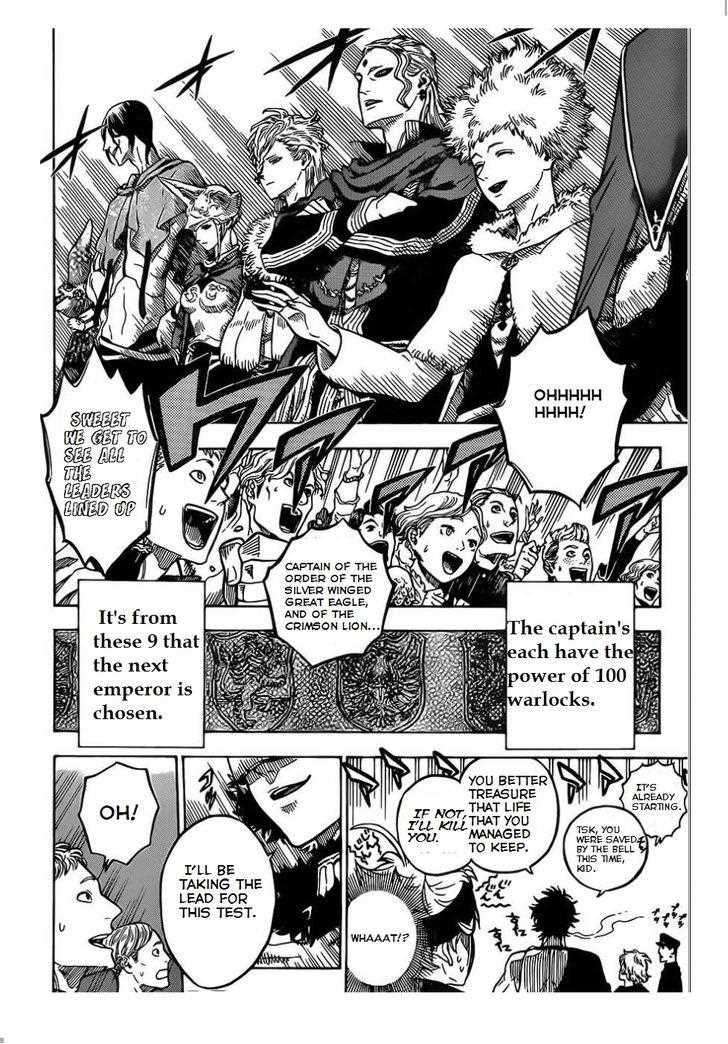 OHHHHH
HHHH!
SWEEET
WE GET TO
SEE ALL
THE
LEADERS
LINED UP
CAPTAIN OF THE
ORDER OF THE
SILVER WINGED
GREAT EAGLE,
AND OF THE
CRIMSON LION...
The captain's
each have the
power of 100
warlocks.
It's from
these 9 that
the next
emperor is
chosen.
IT'S
ALREADY
STARTING.
TSK, YOU
WERE SAVED
BY THE BELL
THIS TIME,
KID.
YOU BETTER
TREASURE
THAT LIFE
THAT YOU
MANAGED
TO KEEP.
IF NOT,
I'LL KILL
YOU.
... ...
WHAAAT!?
I'LL BE
TAKING THE
LEAD FOR
THIS TEST.
OH!